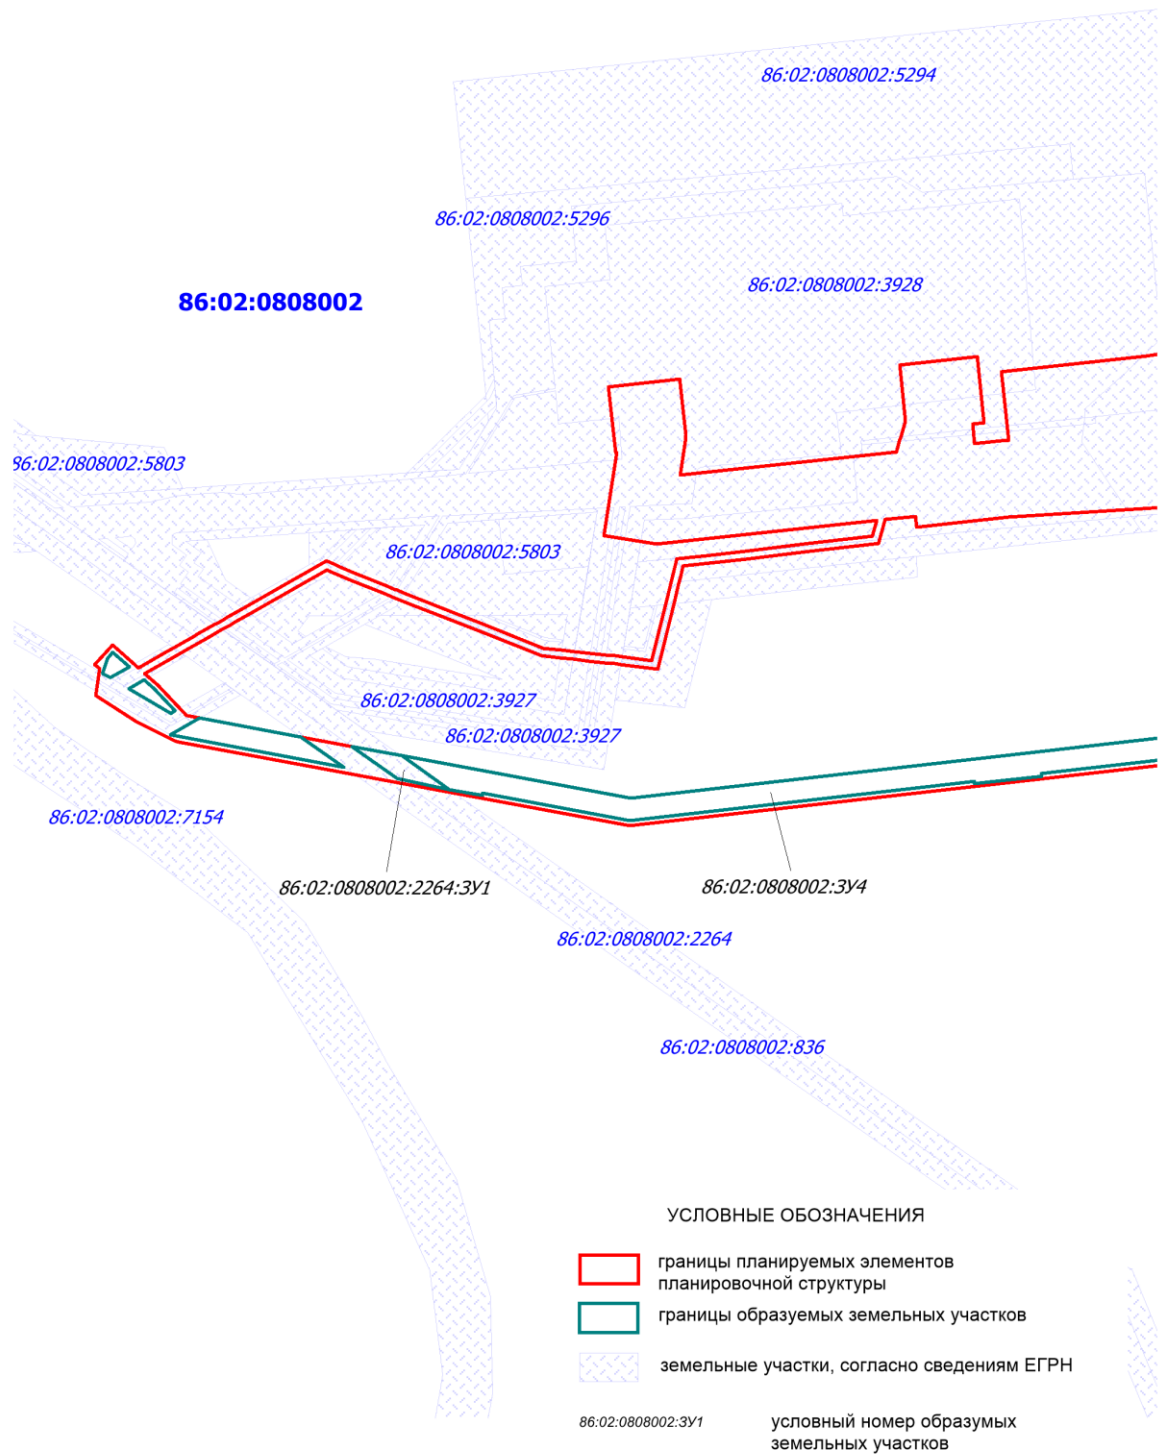 86:02:0808002:5294
86:02:0808002:5296
86:02:0808002:3928
86:02:0808002
86:02:0808002:5803
86:02:0808002:5803
86:02:0808002:3927
86:02:0808002:3927
86:02:0808002:7154
86:02:0808002:2264:ЗУ1
86:02:0808002:ЗУ4
86:02:0808002:2264
86:02:0808002:836
УСЛОВНЫЕ ОБОЗНАЧЕНИЯ
границы планируемых элементов
планировочной структуры
границы образуемых земельных участков
земельные участки, согласно сведениям ЕГРН
86:02:0808002:ЗУ1
условный номер образумых
земельных участков